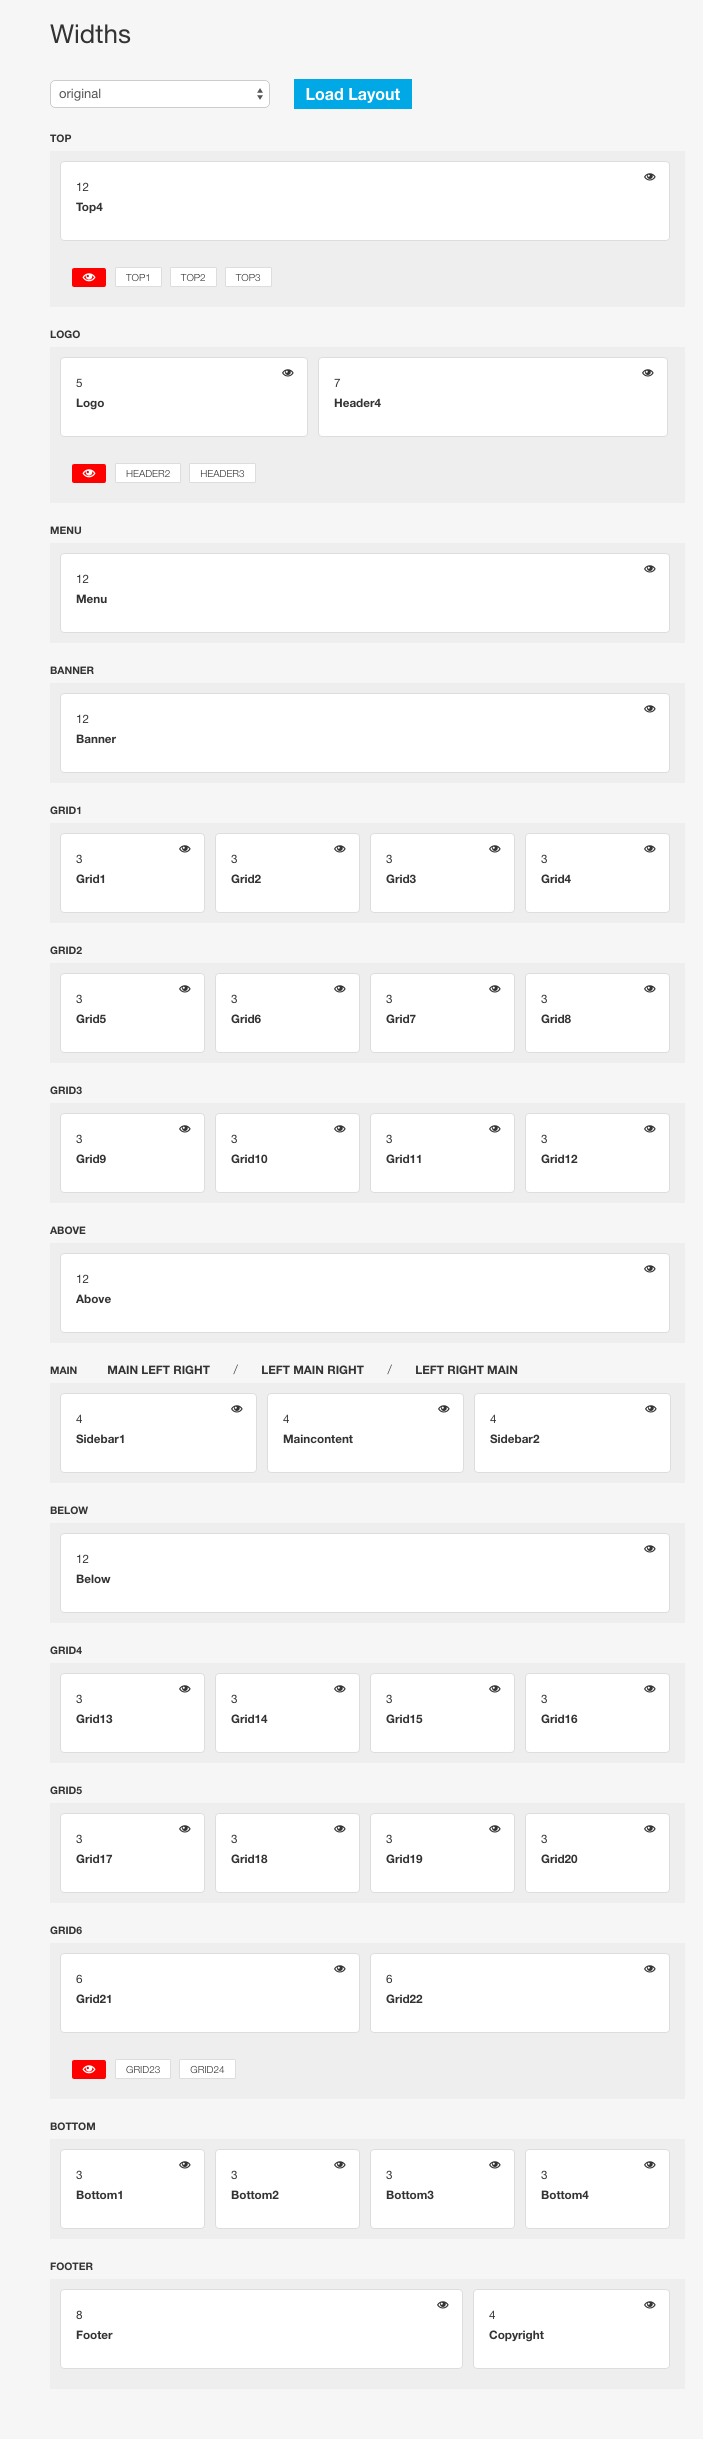 Widths
original Load Layout
TOP
12
Top4
TOP1 TOP2 TOP3
LOGO
5 7
Logo Header4
HEADER2 HEADER3
MENU
12
Menu
BANNER
12
Banner
GRID1
3 3 3 3
Grid1 Grid2 Grid3 Grid4
GRID2
3 3 3 3
Grid5 Grid6 Grid7 Grid8
GRID3
3 3 3 3
Grid9 Grid10 Grid11 Grid12
ABOVE
12
Above
MAIN MAIN LEFT RIGHT / LEFT MAIN RIGHT / LEFT RIGHT MAIN
4 4 4
Sidebar1 Maincontent Sidebar2
BELOW
12
Below
GRID4
3 3 3 3
Grid13 Grid14 Grid15 Grid16
GRID5
3 3 3 3
Grid17 Grid18 Grid19 Grid20
GRID6
6 6
Grid21 Grid22
GRID23 GRID24
BOTTOM
3 3 3 3
Bottom1 Bottom2 Bottom3 Bottom4
FOOTER
8 4
Footer Copyright